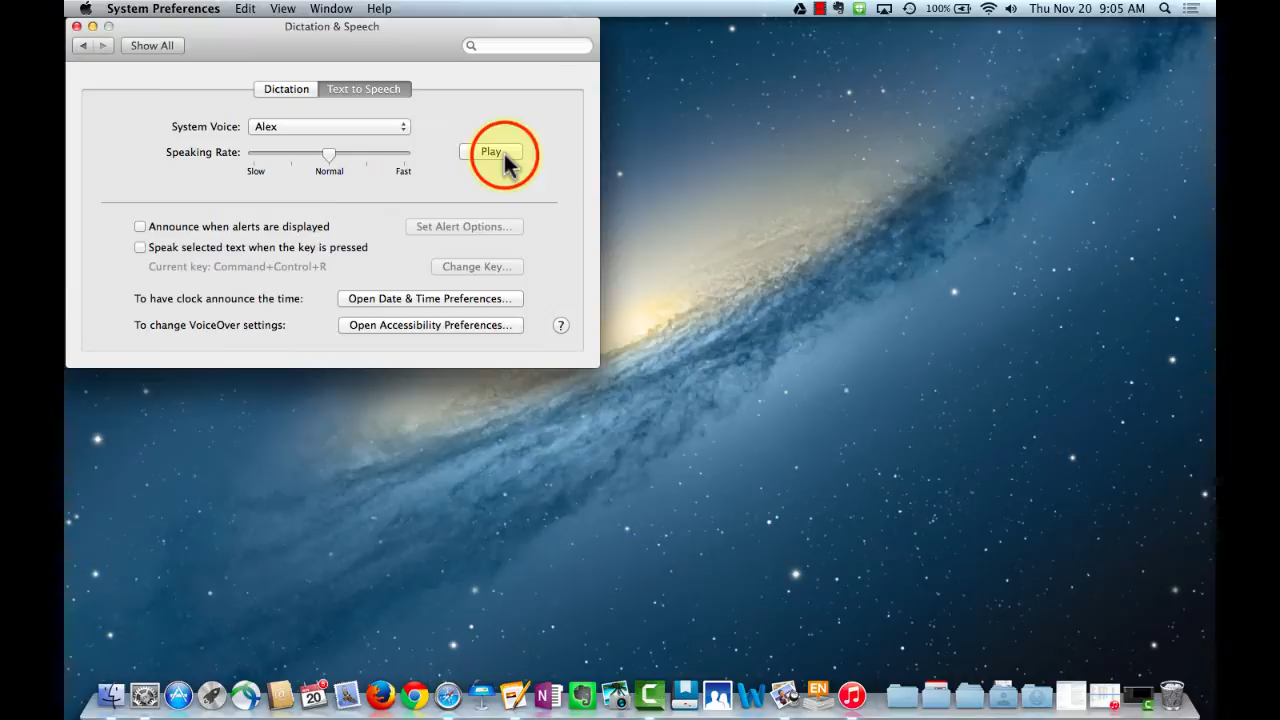 System Preferences Edit View Window Help 100% Thu Nov 20 9:05 AM
Dictation & Speech
Show All
Dictation Text to Speech
System Voice: Alex
Speaking Rate: Play
Slow Normal Fast
Announce when alerts are displayed Set Alert Options...
Speak selected text when the key is pressed
Current key: Command+Control+R Change Key...
To have clock announce the time: Open Date & Time Preferences...
To change VoiceOver settings: Open Accessibility Preferences... ?
20 N C W EN